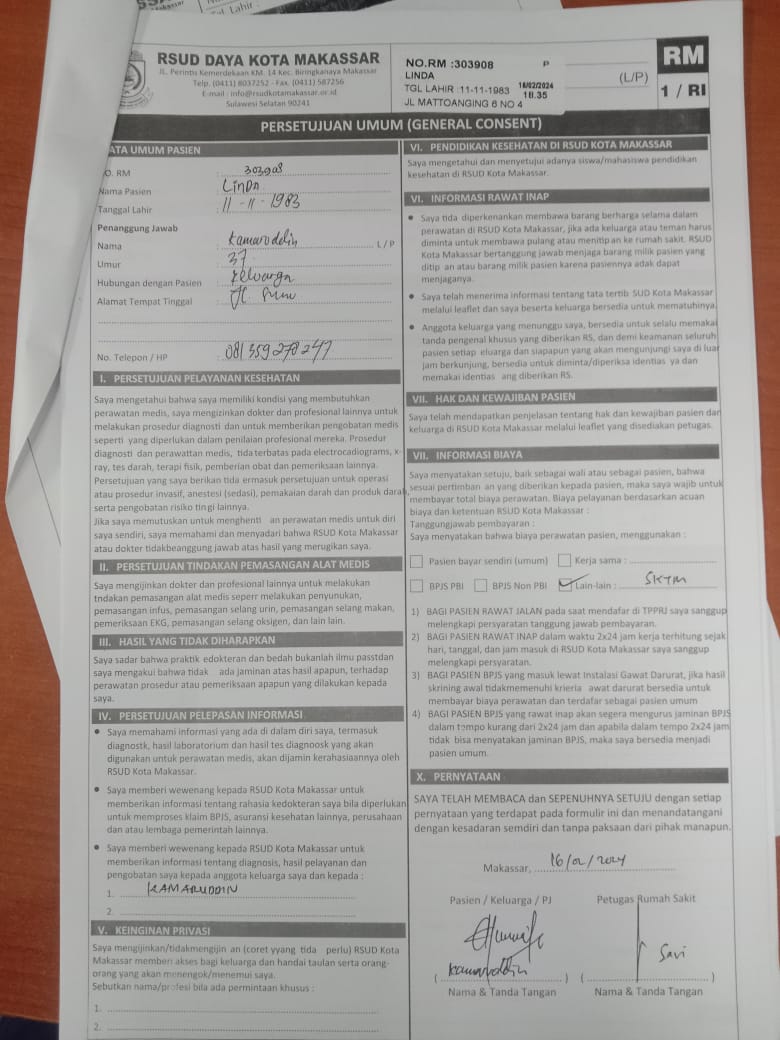 Lahir :
RSUD DAYA KOTA MAKASSAR
JL. Perintis Kemerdekaan KM. 14 Kec. Biringkanaya Makassar
Telp. (0411) 8037252 - Fax. (0411) 587256
E-mail : info@rsudkotamakassar.or.id
Sulawesi Selatan 90241
NO.RM :303908 P
LINDA
TGL LAHIR :11-11-1983 16/02/2024
18.35
JL MATTOANGING 6 NO 4
(L/P)
RM
1 / RI
PERSETUJUAN UMUM (GENERAL CONSENT)
ATA UMUM PASIEN
O. RM : 303908
Nama Pasien : LinDA
Tanggal Lahir : 11-11-1983
Penanggung Jawab
Nama : Kamaroddin L / P
Umur : 37
Hubungan dengan Pasien : Keluarga
Alamat Tempat Tinggal :
No. Telepon / HP : 081 359 278 247
I. PERSETUJUAN PELAYANAN KESEHATAN
Saya mengetahui bahwa saya memiliki kondisi yang membutuhkan
perawatan medis, saya mengizinkan dokter dan profesional lainnya untuk
melakukan prosedur diagnosti dan untuk memberikan pengobatan medis
seperti yang diperlukan dalam penilaian profesional mereka. Prosedur
diagnosti dan perawattan medis, tida terbatas pada electrocadiograms, x-
ray, tes darah, terapi fisik, pemberian obat dan pemeriksaan lainnya.
Persetujuan yang saya berikan tida ermasuk persetujuan untuk operasi
atau prosedur invasif, anestesi (sedasi), pemakaian darah dan produk darah,
serta pengobatan risiko tingi lainnya.
Jika saya memutuskan untuk menghenti an perawatan medis untuk diri
saya sendiri, saya memahami dan menyadari bahwa RSUD Kota Makassar
atau dokter tidakbeanggung jawab atas hasil yang merugikan saya.
II. PERSETUJUAN TINDAKAN PEMASANGAN ALAT MEDIS
Saya mengijinkan dokter dan profesional lainnya untuk melakukan
tndakan pemasangan alat medis seperr melakukan penyunukan,
pemasangan infus, pemasangan selang urin, pemasangan selang makan,
pemeriksaan EKG, pemasangan selang oksigen, dan lain lain.
III. HASIL YANG TIDAK DIHARAPKAN
Saya sadar bahwa praktik edokteran dan bedah bukanlah ilmu passtdan
saya mengakui bahwa tidak ada jaminan atas hasil apapun, terhadap
perawatan prosedur atau pemeriksaan apapun yang dilakukan kepada
saya.
IV. PERSETUJUAN PELEPASAN INFORMASI
● Saya memahami informasi yang ada di dalam diri saya, termasuk
diagnostk, hasil laboratorium dan hasil tes diagnoosk yang akan
digunakan untuk perawatan medis, akan dijamin kerahasiaannya oleh
RSUD Kota Makassar.
● Saya memberi wewenang kepada RSUD Kota Makassar untuk
memberikan informasi tentang rahasia kedokteran saya bila diperlukan
untuk memproses klaim BPJS, asuransi kesehatan lainnya, perusahaan
dan atau lembaga pemerintah lainnya.
● Saya memberi wewenang kepada RSUD Kota Makassar untuk
memberikan informasi tentang diagnosis, hasil pelayanan dan
pengobatan saya kepada anggota keluarga saya dan kepada :
1. KAMARUDDIN
2.
V. KEINGINAN PRIVASI
Saya mengijinkan/tidakmengijin an (coret yyang tida perlu) RSUD Kota
Makassar memberi akses bagi keluarga dan handai taulan serta orang-
orang yang akan menengok/menemui saya.
Sebutkan nama/profesi bila ada permintaan khusus :
1.
2.
VI. PENDIDIKAN KESEHATAN DI RSUD KOTA MAKASSAR
Saya mengetahui dan menyetujui adanya siswa/mahasiswa pendidikan
kesehatan di RSUD Kota Makassar.
VI. INFORMASI RAWAT INAP
● Saya tida diperkenankan membawa barang berharga selama dalam
perawatan di RSUD Kota Makassar, jika ada keluarga atau teman harus
diminta untuk membawa pulang atau menitipan ke rumah sakit. RSUD
Kota Makassar bertanggung jawab menjaga barang milik pasien yang
ditip an atau barang milik pasien karena pasiennya adak dapat
menjaganya.
● Saya telah menerima informasi tentang tata tertib SUD Kota Makassar
melalui leaflet dan saya beserta keluarga bersedia untuk mematuhinya.
● Anggota keluarga yang menunggu saya, bersedia untuk selalu memakai
tanda pengenal khusus yang diberikan RS, dan demi keamanan seluruh
pasien setiap eluarga dan siapapun yang akan mengunjungi saya di luar
jam berkunjung, bersedia untuk diminta/diperiksa identias ya dan
memakai identias ang diberikan RS.
VII. HAK DAN KEWAJIBAN PASIEN
Saya telah mendapatkan penjelasan tentang hak dan kewajiban pasien dan
keluarga di RSUD Kota Makassar melalui leaflet yang disediakan petugas.
VII. INFORMASI BIAYA
Saya menyatakan setuju, baik sebagai wali atau sebagai pasien, bahwa
sesuai pertimban an yang diberikan kepada pasien, maka saya wajib untuk
membayar total biaya perawatan. Biaya pelayanan berdasarkan acuan
biaya dan ketentuan RSUD Kota Makassar :
Tanggungjawab pembayaran :
Saya menyatakan bahwa biaya perawatan pasien, menggunakan :
Pasien bayar sendiri (umum) Kerja sama :
BPJS PBI BPJS Non PBI Lain-lain : SKTM
1) BAGI PASIEN RAWAT JALAN pada saat mendafar di TPPRJ saya sanggup
melengkapi persyaratan tanggung jawab pembayaran.
2) BAGI PASIEN RAWAT INAP dalam waktu 2x24 jam kerja terhitung sejak
hari, tanggal, dan jam masuk di RSUD Kota Makassar saya sanggup
melengkapi persyaratan.
3) BAGI PASIEN BPJS yang masuk lewat Instalasi Gawat Darurat, jika hasil
skrining awal tidakmemenuhi krieria awat darurat bersedia untuk
membayar biaya perawatan dan terdafar sebagai pasien umum
4) BAGI PASIEN BPJS yang rawat inap akan segera mengurus jaminan BPJS
dalam tempo kurang dari 2x24 jam dan apabila dalam tempo 2x24 jam
tidak bisa menyatakan jaminan BPJS, maka saya bersedia menjadi
pasien umum.
X. PERNYATAAN
SAYA TELAH MEMBACA dan SEPENUHNYA SETUJU dengan setiap
pernyataan yang terdapat pada formulir ini dan menandatangani
dengan kesadaran semdiri dan tanpa paksaan dari pihak manapun.
Makassar, 16/02/2024
Pasien / Keluarga / PJ Petugas Rumah Sakit
(Kamaroddin) (Savi)
Nama & Tanda Tangan Nama & Tanda Tangan